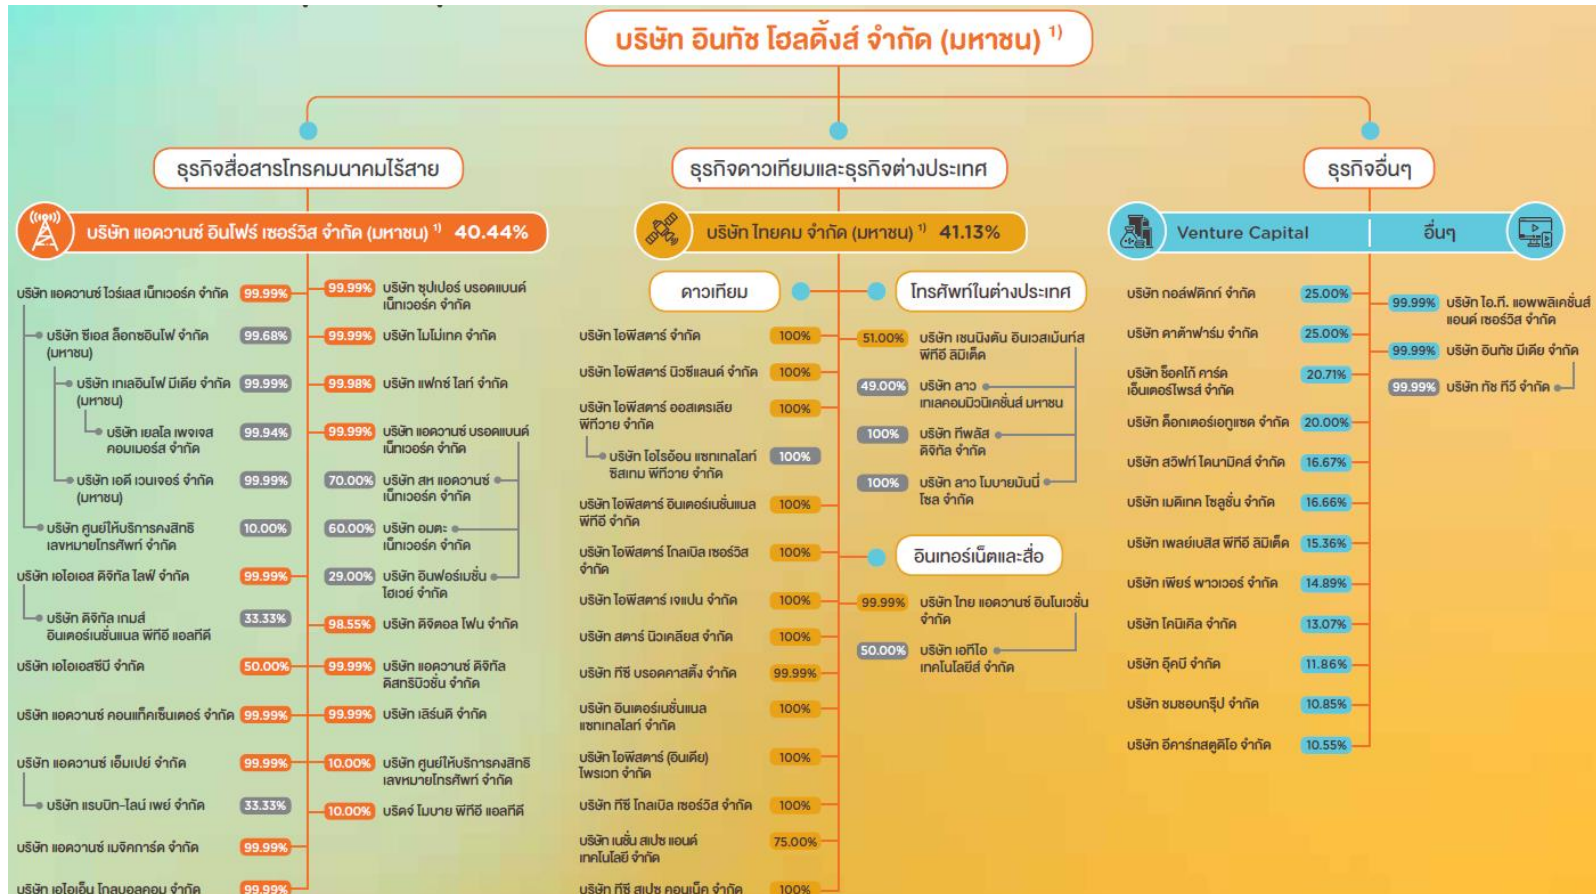 บริษัท อินทัช โฮลดิ้งส์ จำกัด (มหาชน) 1)
ธุรกิจสื่อสารโทรคมนาคมไร้สาย
บริษัท แอดวานซ์ อินโฟร์ เซอร์วิส จำกัด (มหาชน) 1) 40.44%
บริษัท แอดวานซ์ ไวร์เลส เน็ทเวอร์ค จำกัด 99.99%
บริษัท ซีเอส ล็อกซอินโฟ จำกัด 99.68%
(มหาชน)
บริษัท เทเลอินโฟ มีเดีย จำกัด 99.99%
(มหาชน)
บริษัท เยลโล เพจเจส 99.94%
คอมเมอร์ส จำกัด
บริษัท เอดี เวนเจอร์ จำกัด 99.99%
(มหาชน)
บริษัท ศูนย์ให้บริการคงสิทธิ 10.00%
เลขหมายโทรศัพท์ จำกัด
บริษัท เอไอเอส ดิจิทัล ไลฟ์ จำกัด 99.99%
บริษัท ดิจิทัล เกมส์ 33.33%
อินเตอร์เนชั่นแนล พีทีอี แอลทีดี
บริษัท เอไอเอสซีบี จำกัด 50.00%
บริษัท แอดวานซ์ คอนแท็คเซ็นเตอร์ จำกัด 99.99%
บริษัท แอดวานซ์ เอ็มเปย์ จำกัด 99.99%
บริษัท แรบบิท-ไลน์ เพย์ จำกัด 33.33%
บริษัท แอดวานซ์ เมจิคการ์ด จำกัด 99.99%
บริษัท เอไอเอ็น โกลบอลคอม จำกัด 99.99%
99.99% บริษัท ซุปเปอร์ บรอดแบนด์
เน็ทเวอร์ค จำกัด
99.99% บริษัท ไมโม่เทค จำกัด
99.98% บริษัท แฟกซ์ ไลท์ จำกัด
99.99% บริษัท แอดวานซ์ บรอดแบนด์
เน็ทเวอร์ค จำกัด
70.00% บริษัท สห แอดวานซ์
เน็ทเวอร์ค จำกัด
60.00% บริษัท อมตะ
เน็ทเวอร์ค จำกัด
29.00% บริษัท อินฟอร์เมชั่น
ไฮเวย์ จำกัด
98.55% บริษัท ดิจิตอล โฟน จำกัด
99.99% บริษัท แอดวานซ์ ดิจิทัล
ดิสทริบิวชั่น จำกัด
99.99% บริษัท เลิร์นดิ จำกัด
10.00% บริษัท ศูนย์ให้บริการคงสิทธิ
เลขหมายโทรศัพท์ จำกัด
10.00% บริดจ์ โมบาย พีทีอี แอลทีดี
ธุรกิจดาวเทียมและธุรกิจต่างประเทศ
บริษัท ไทยคม จำกัด (มหาชน) 1) 41.13%
ดาวเทียม
บริษัท ไอพีสตาร์ จำกัด 100%
บริษัท ไอพีสตาร์ นิวซีแลนด์ จำกัด 100%
บริษัท ไอพีสตาร์ ออสเตรเลีย 100%
พีทีวาย จำกัด
บริษัท โอไรอ้อน แซทเทลไลท์ 100%
ซิสเทม พีทีวาย จำกัด
บริษัท ไอพีสตาร์ อินเตอร์เนชั่นแนล 100%
พีทีอี จำกัด
บริษัท ไอพีสตาร์ โกลเบิล เซอร์วิส 100%
จำกัด
บริษัท ไอพีสตาร์ เจแปน จำกัด 100%
บริษัท สตาร์ นิวเคลียส จำกัด 100%
บริษัท ทีซี บรอดคาสติ้ง จำกัด 99.99%
บริษัท อินเตอร์เนชั่นแนล 100%
แซทเทลไลท์ จำกัด
บริษัท ไอพีสตาร์ (อินเดีย) 100%
ไพรเวท จำกัด
บริษัท ทีซี โกลเบิล เซอร์วิส จำกัด 100%
บริษัท เนชั่น สเปซ แอนด์ 75.00%
เทคโนโลยี จำกัด
บริษัท ทีซี สเปซ คอนเน็ค จำกัด 100%
โทรศัพท์ในต่างประเทศ
51.00% บริษัท เชนนิงตัน อินเวสเม้นท์ส
พีทีอี ลิมิเต็ด
49.00% บริษัท ลาว
เทเลคอมมิวนิเคชั่นส์ มหาชน
100% บริษัท ทีพลัส
ดิจิทัล จำกัด
100% บริษัท ลาว โมบายมันนี่
โซล จำกัด
อินเทอร์เน็ตและสื่อ
99.99% บริษัท ไทย แอดวานซ์ อินโนเวชั่น
จำกัด
50.00% บริษัท เอทีไอ
เทคโนโลยีส์ จำกัด
ธุรกิจอื่นๆ
Venture Capital
บริษัท กอล์ฟดิกก์ จำกัด 25.00%
บริษัท ดาต้าฟาร์ม จำกัด 25.00%
บริษัท ช็อคโก้ คาร์ด 20.71%
เอ็นเตอร์ไพรส์ จำกัด
บริษัท ด็อกเตอร์เอทูแซด จำกัด 20.00%
บริษัท สวิฟท์ ไดนามิคส์ จำกัด 16.67%
บริษัท เมดิเทค โซลูชั่น จำกัด 16.66%
บริษัท เพลย์เบสิส พีทีอี ลิมิเต็ด 15.36%
บริษัท เพียร์ พาวเวอร์ จำกัด 14.89%
บริษัท โคนิเคิล จำกัด 13.07%
บริษัท อุ๊คบี จำกัด 11.86%
บริษัท ชมชอบกรุ๊ป จำกัด 10.85%
บริษัท อีคาร์ทสตูดิโอ จำกัด 10.55%
อื่นๆ
99.99% บริษัท ไอ.ที. แอพพลิเคชั่นส์
แอนด์ เซอร์วิส จำกัด
99.99% บริษัท อินทัช มีเดีย จำกัด
99.99% บริษัท ทัช ทีวี จำกัด